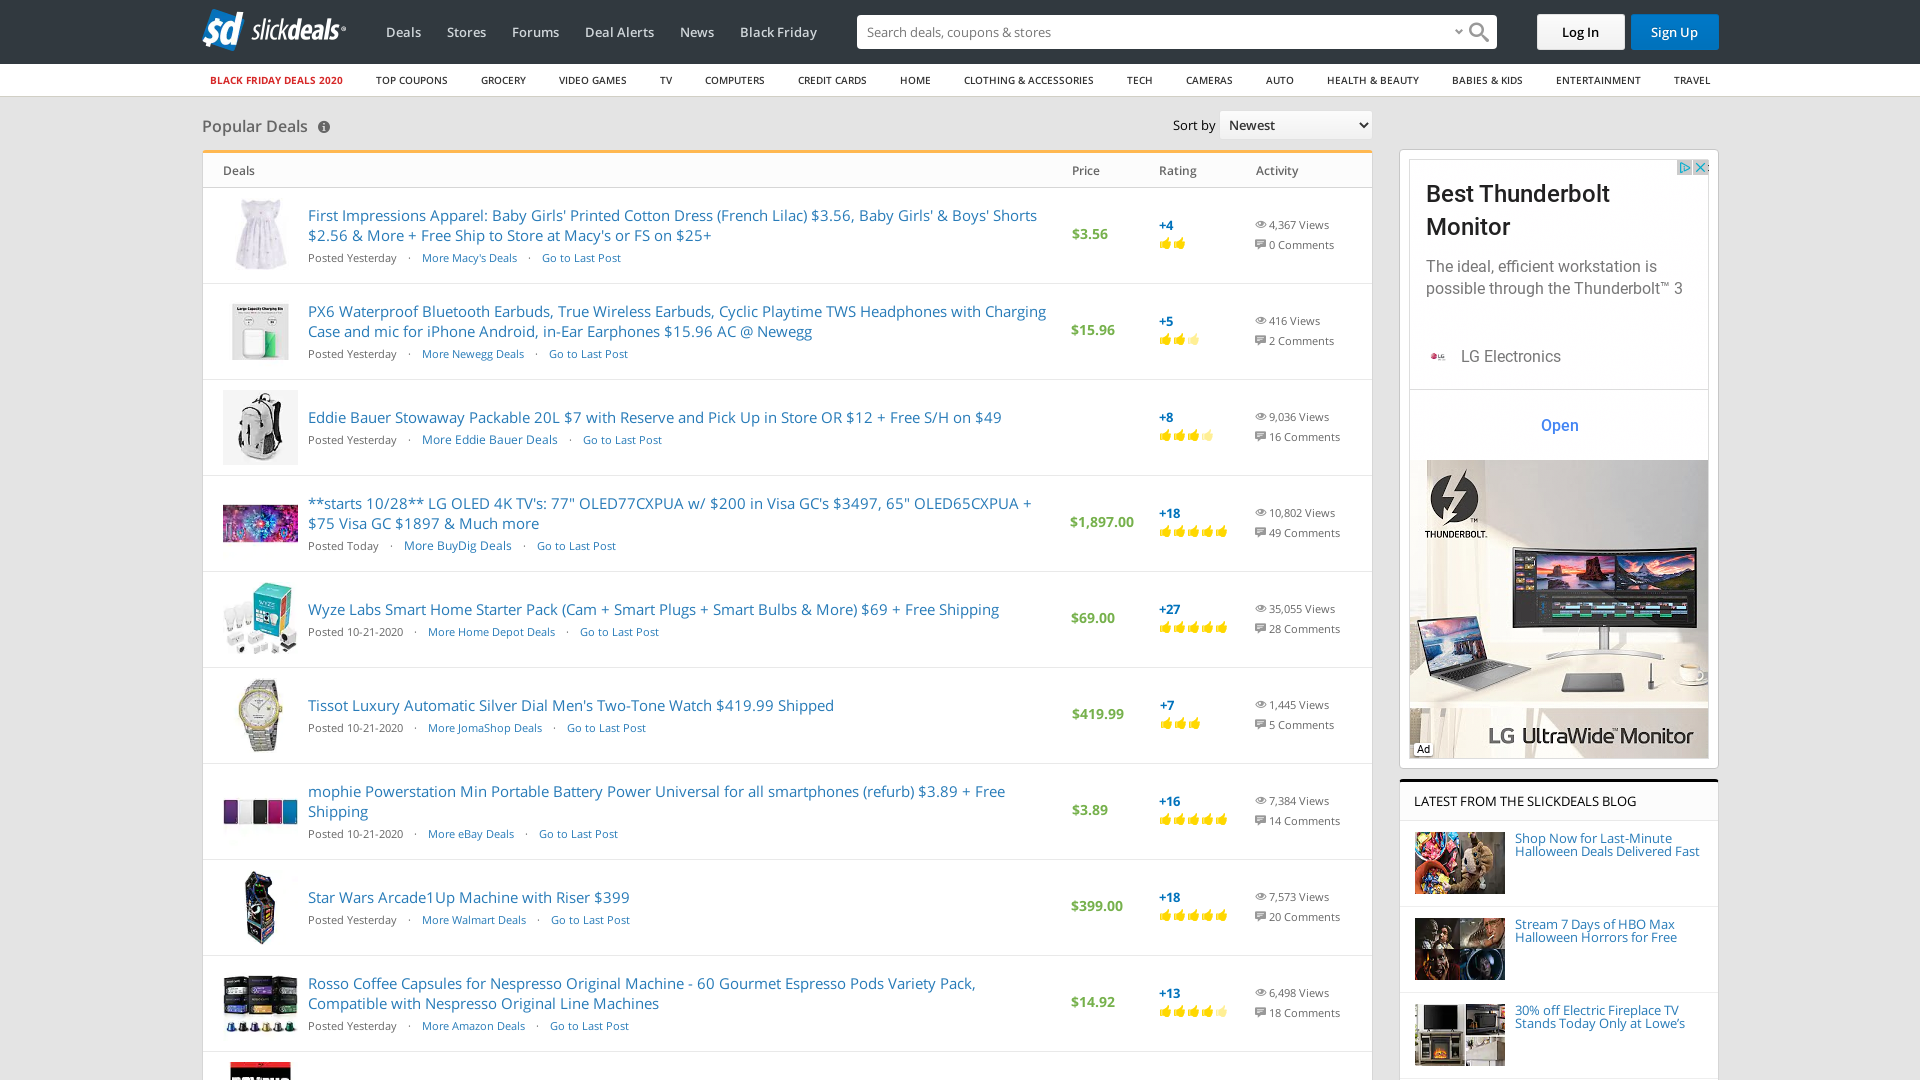 slickdeals
Deals Stores Forums Deal Alerts News Black Friday
Search deals, coupons & stores
Log In Sign Up
BLACK FRIDAY DEALS 2020 TOP COUPONS GROCERY VIDEO GAMES TV COMPUTERS CREDIT CARDS HOME CLOTHING & ACCESSORIES TECH CAMERAS AUTO HEALTH & BEAUTY BABIES & KIDS ENTERTAINMENT TRAVEL
Popular Deals
Sort by Newest
Deals Price Rating Activity
First Impressions Apparel: Baby Girls' Printed Cotton Dress (French Lilac) $3.56, Baby Girls' & Boys' Shorts
$2.56 & More + Free Ship to Store at Macy's or FS on $25+
Posted Yesterday · More Macy's Deals · Go to Last Post
$3.56
+4
4,367 Views
0 Comments
PX6 Waterproof Bluetooth Earbuds, True Wireless Earbuds, Cyclic Playtime TWS Headphones with Charging
Case and mic for iPhone Android, in-Ear Earphones $15.96 AC @ Newegg
Posted Yesterday · More Newegg Deals · Go to Last Post
$15.96
+5
416 Views
2 Comments
Eddie Bauer Stowaway Packable 20L $7 with Reserve and Pick Up in Store OR $12 + Free S/H on $49
Posted Yesterday · More Eddie Bauer Deals · Go to Last Post
+8
9,036 Views
16 Comments
**starts 10/28** LG OLED 4K TV's: 77" OLED77CXPUA w/ $200 in Visa GC's $3497, 65" OLED65CXPUA +
$75 Visa GC $1897 & Much more
Posted Today · More BuyDig Deals · Go to Last Post
$1,897.00
+18
10,802 Views
49 Comments
Wyze Labs Smart Home Starter Pack (Cam + Smart Plugs + Smart Bulbs & More) $69 + Free Shipping
Posted 10-21-2020 · More Home Depot Deals · Go to Last Post
$69.00
+27
35,055 Views
28 Comments
Tissot Luxury Automatic Silver Dial Men's Two-Tone Watch $419.99 Shipped
Posted 10-21-2020 · More JomaShop Deals · Go to Last Post
$419.99
+7
1,445 Views
5 Comments
mophie Powerstation Min Portable Battery Power Universal for all smartphones (refurb) $3.89 + Free
Shipping
Posted 10-21-2020 · More eBay Deals · Go to Last Post
$3.89
+16
7,384 Views
14 Comments
Star Wars Arcade1Up Machine with Riser $399
Posted Yesterday · More Walmart Deals · Go to Last Post
$399.00
+18
7,573 Views
20 Comments
Rosso Coffee Capsules for Nespresso Original Machine - 60 Gourmet Espresso Pods Variety Pack,
Compatible with Nespresso Original Line Machines
Posted Yesterday · More Amazon Deals · Go to Last Post
$14.92
+13
6,498 Views
18 Comments
Best Thunderbolt
Monitor
The ideal, efficient workstation is
possible through the Thunderbolt™ 3
LG Electronics
Open
THUNDERBOLT.
LG UltraWide™ Monitor
Ad
LATEST FROM THE SLICKDEALS BLOG
Shop Now for Last-Minute
Halloween Deals Delivered Fast
Stream 7 Days of HBO Max
Halloween Horrors for Free
30% off Electric Fireplace TV
Stands Today Only at Lowe's